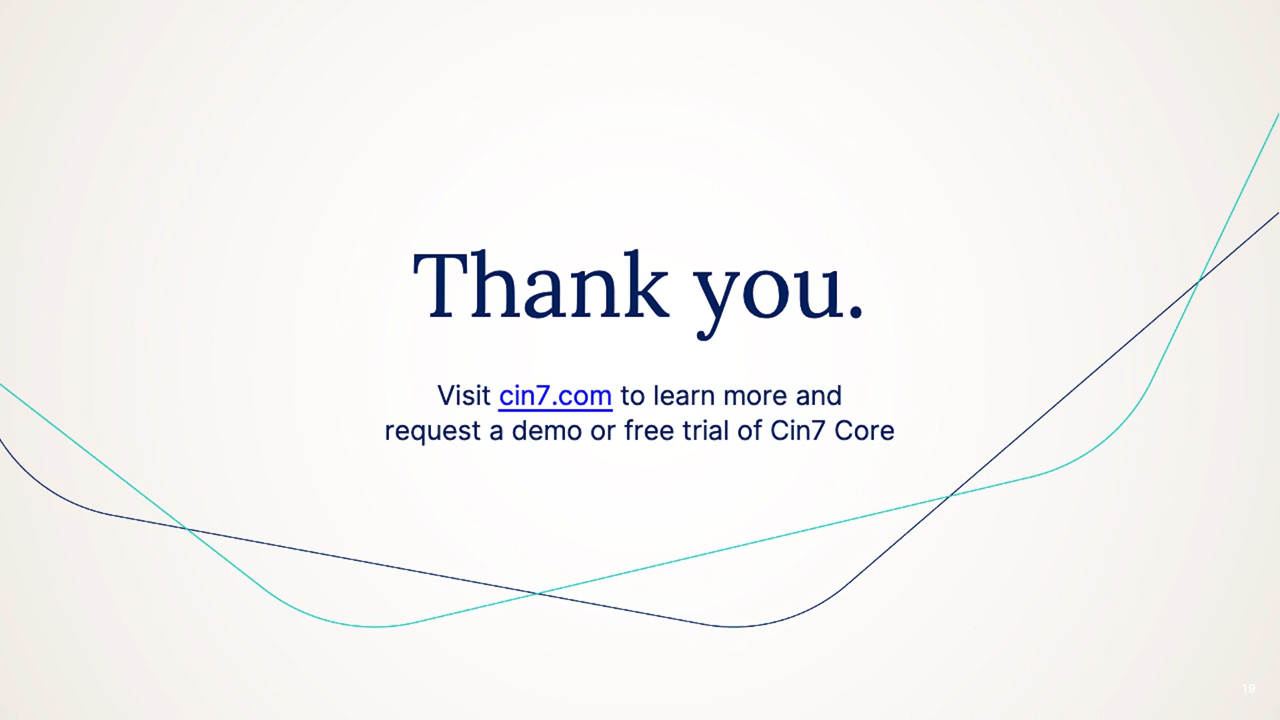 Thank you.
Visit cin7.com to learn more and
request a demo or free trial of Cin7 Core
19